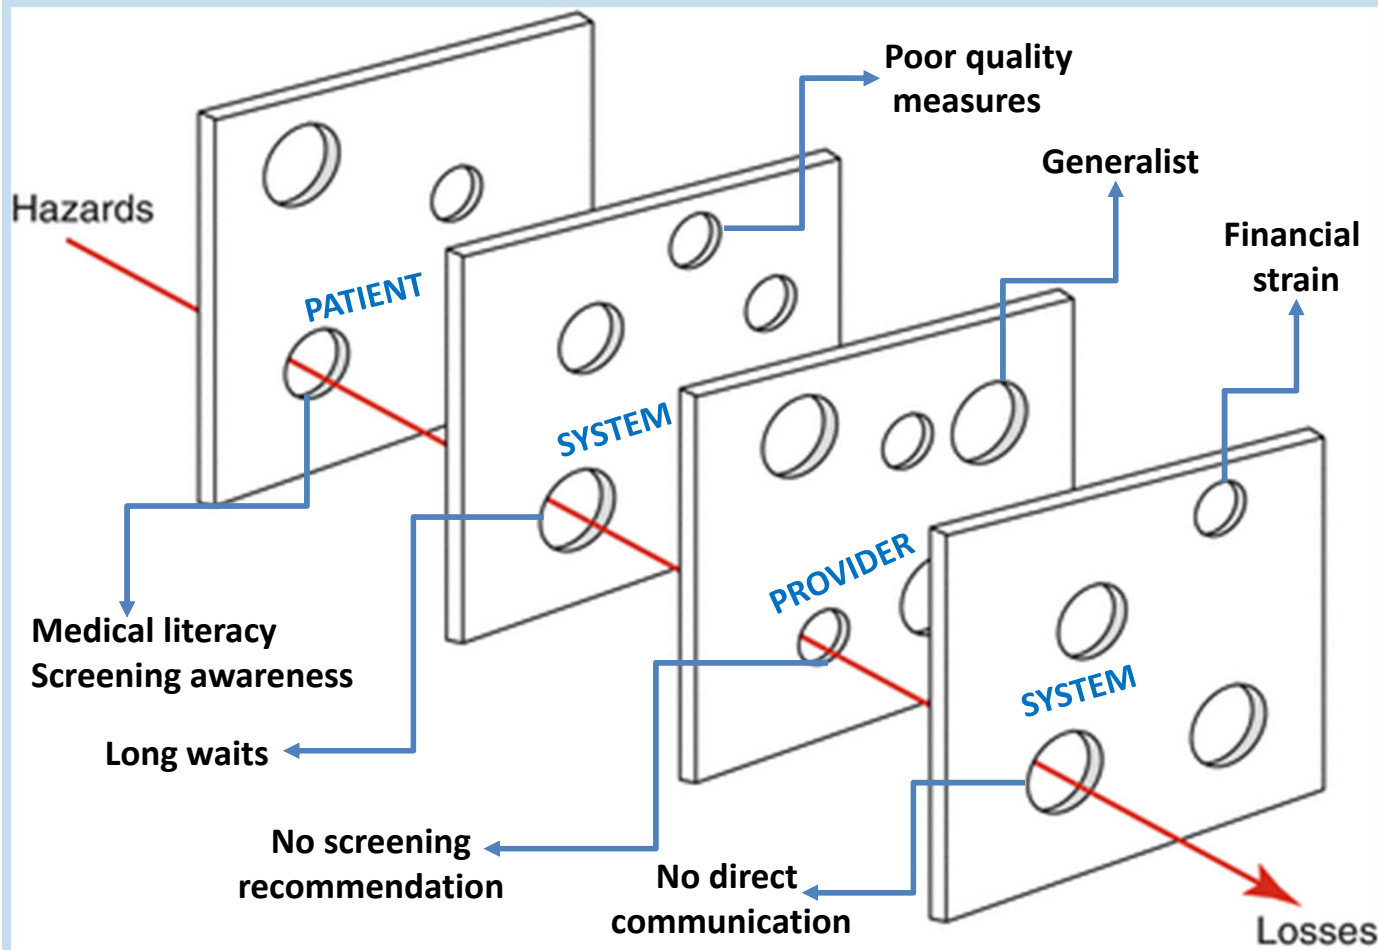 Poor quality
measures
Generalist
Hazards
Financial
strain
PATIENT
SYSTEM
PROVIDER
Medical literacy
Screening awareness
SYSTEM
Long waits
No screening
recommendation
No direct
communication
Losses